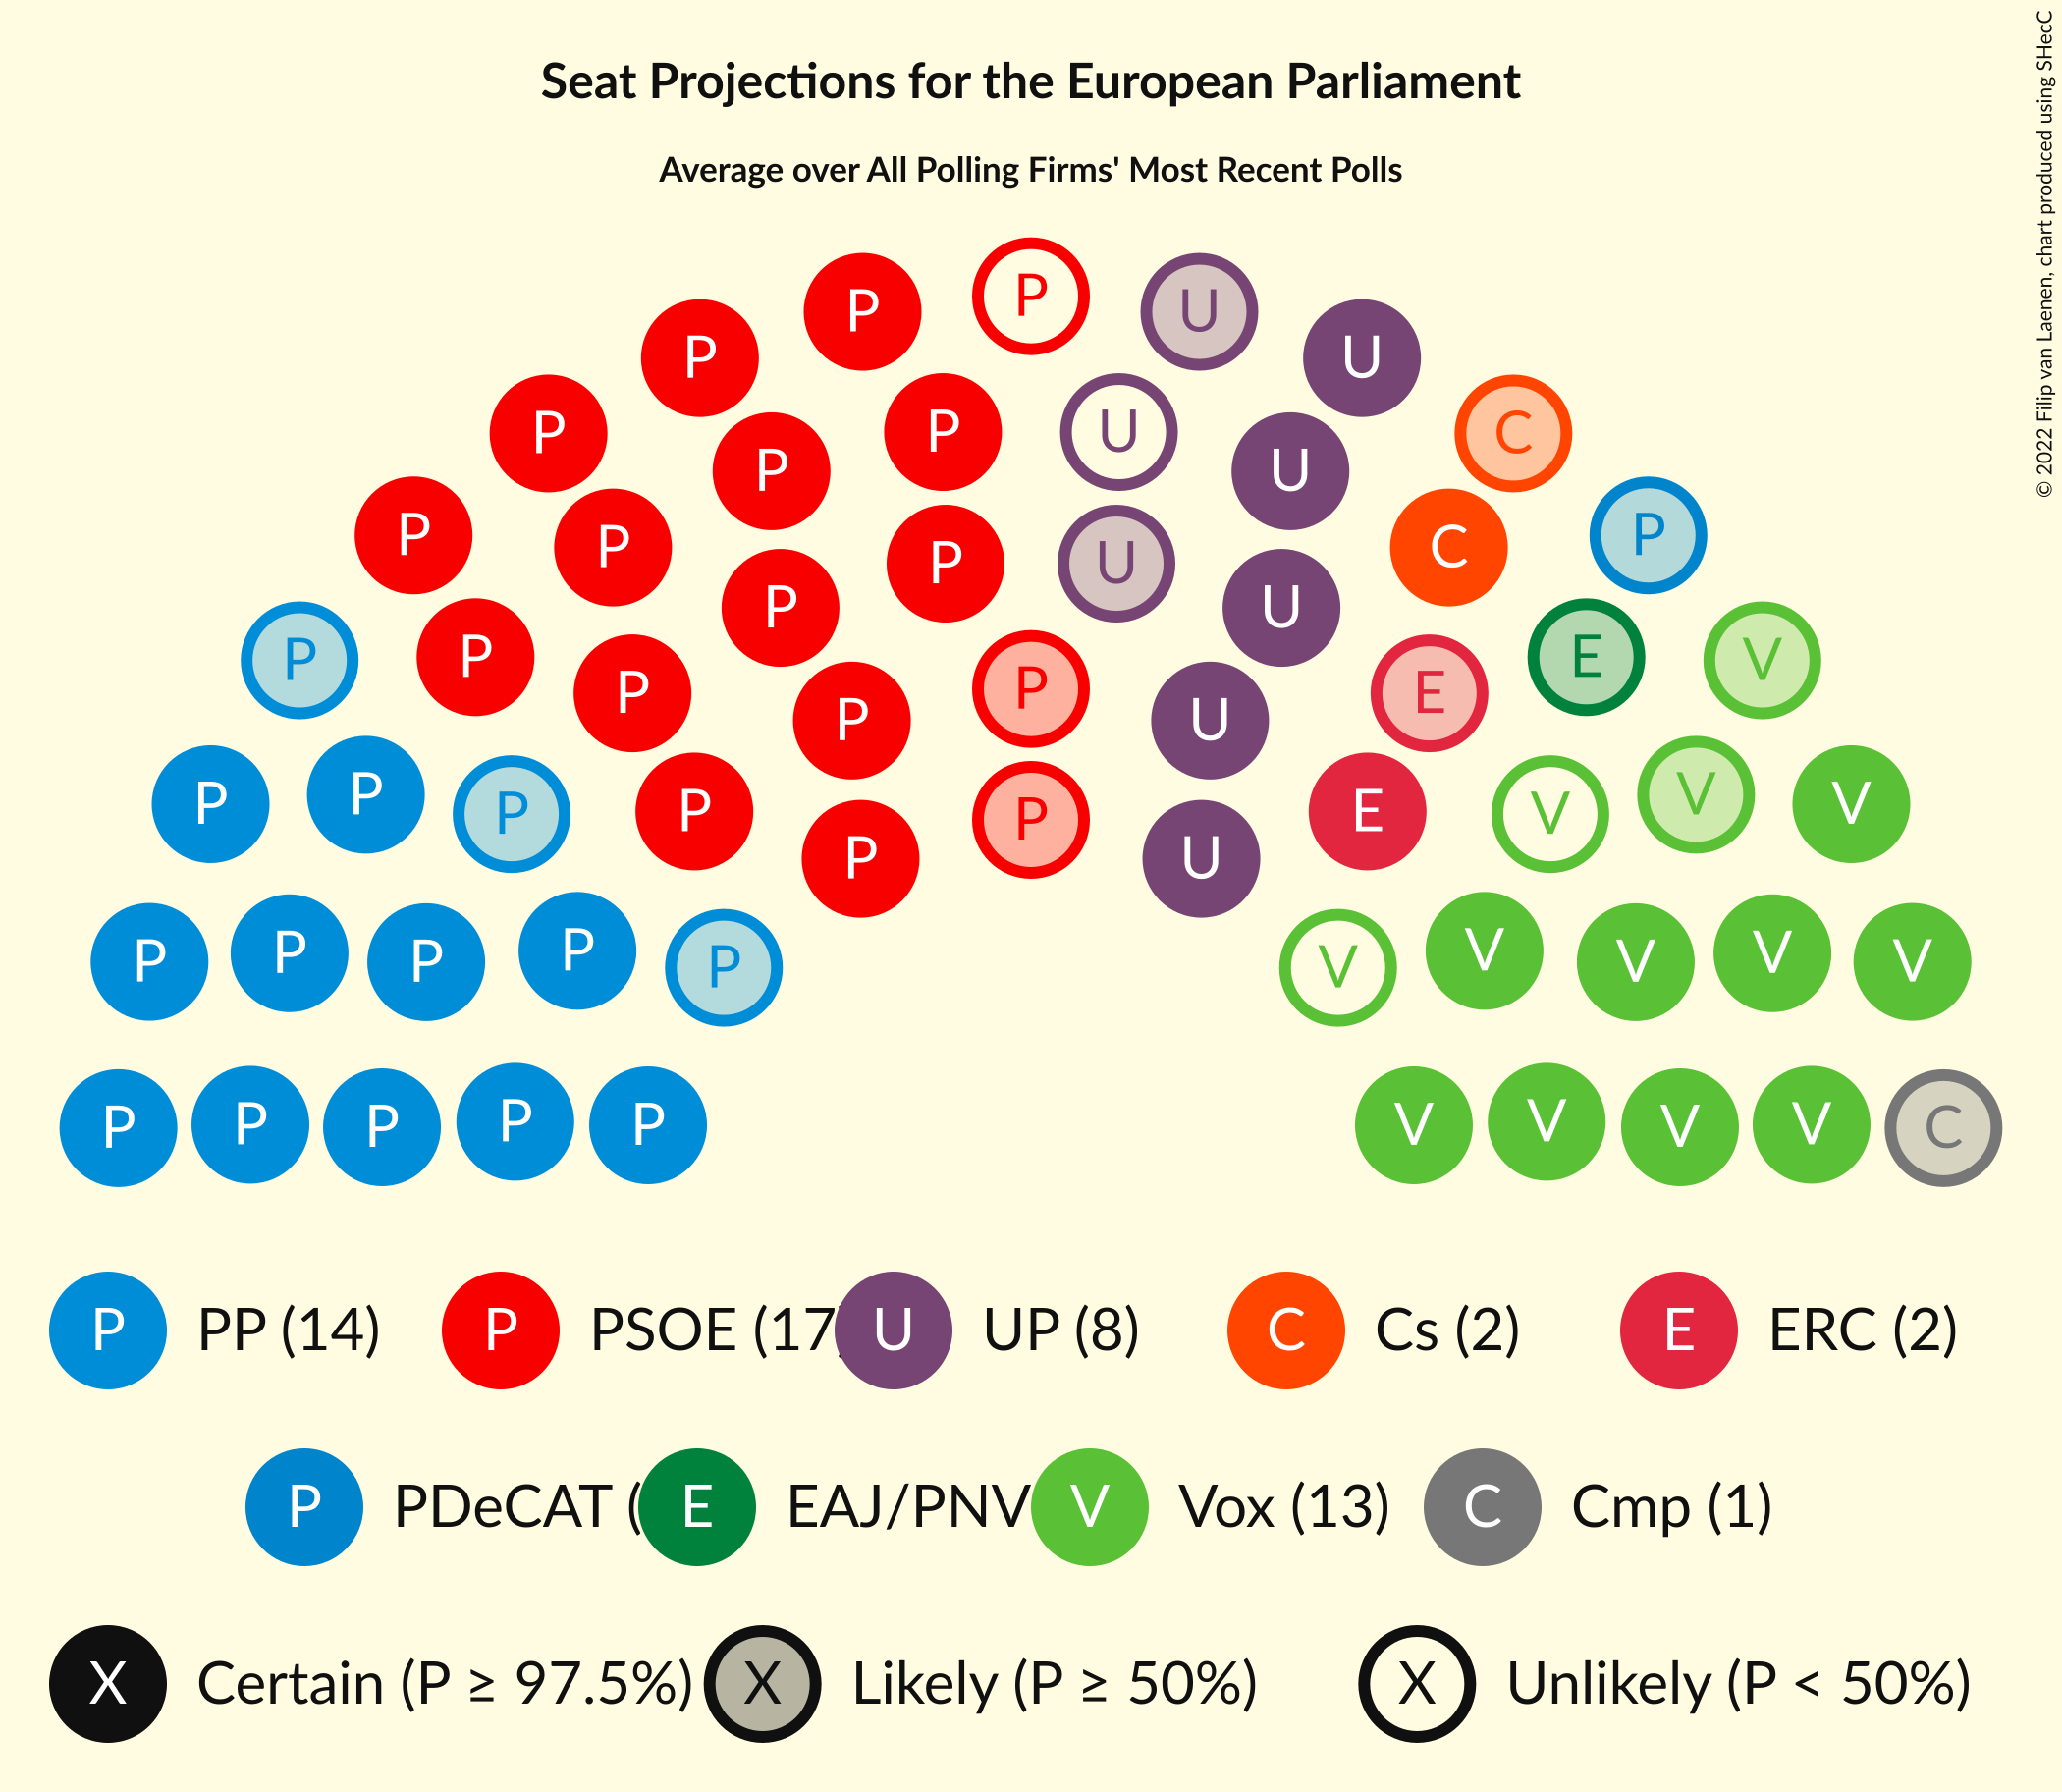 Seat Projections for the European Parliament
Average over All Polling Firms' Most Recent Polls
© 2022 Filip van Laenen, chart produced using SHecC
P
P U
P U
P P U C
P U
P P P U C P
P U
P P E V
P P E
P U
P P P P P E V V V
P U
P P P P P V V V V V
P P P P P V V V V C
P PP (14) P PSOE (17 U UP (8) C Cs (2) E ERC (2)
P PDeCAT ( E EAJ/PNV V Vox (13) C Cmp (1)
X Certain (P ≥ 97.5%) X Likely (P ≥ 50%) X Unlikely (P < 50%)